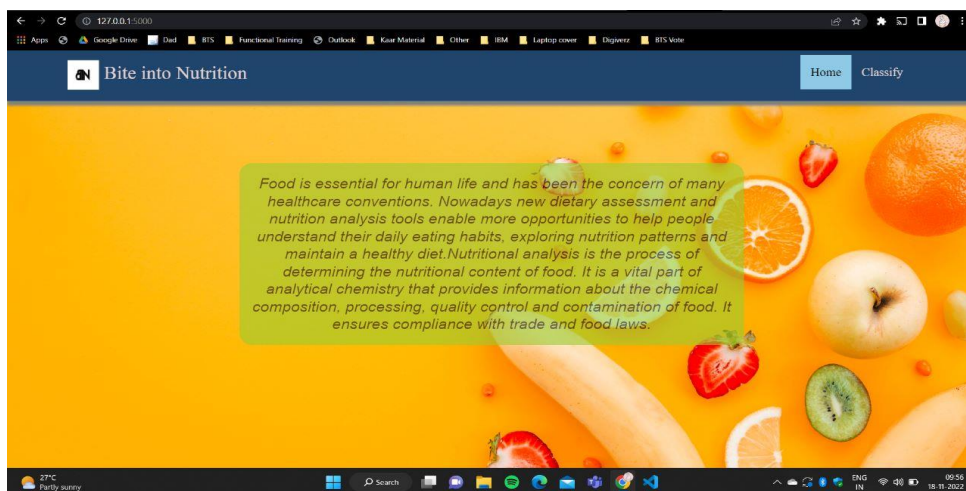 127.0.0.1:5000
Apps Google Drive Dad BTS Functional Training Outlook Kaar Material Other IBM Laptop cover Digiverz BTS Vote
Bite into Nutrition
Home Classify
Food is essential for human life and has been the concern of many
healthcare conventions. Nowadays new dietary assessment and
nutrition analysis tools enable more opportunities to help people
understand their daily eating habits, exploring nutrition patterns and
maintain a healthy diet.Nutritional analysis is the process of
determining the nutritional content of food. It is a vital part of
analytical chemistry that provides information about the chemical
composition, processing, quality control and contamination of food. It
ensures compliance with trade and food laws.
27°C
Partly sunny
Search
ENG
IN
09:56
18-11-2022